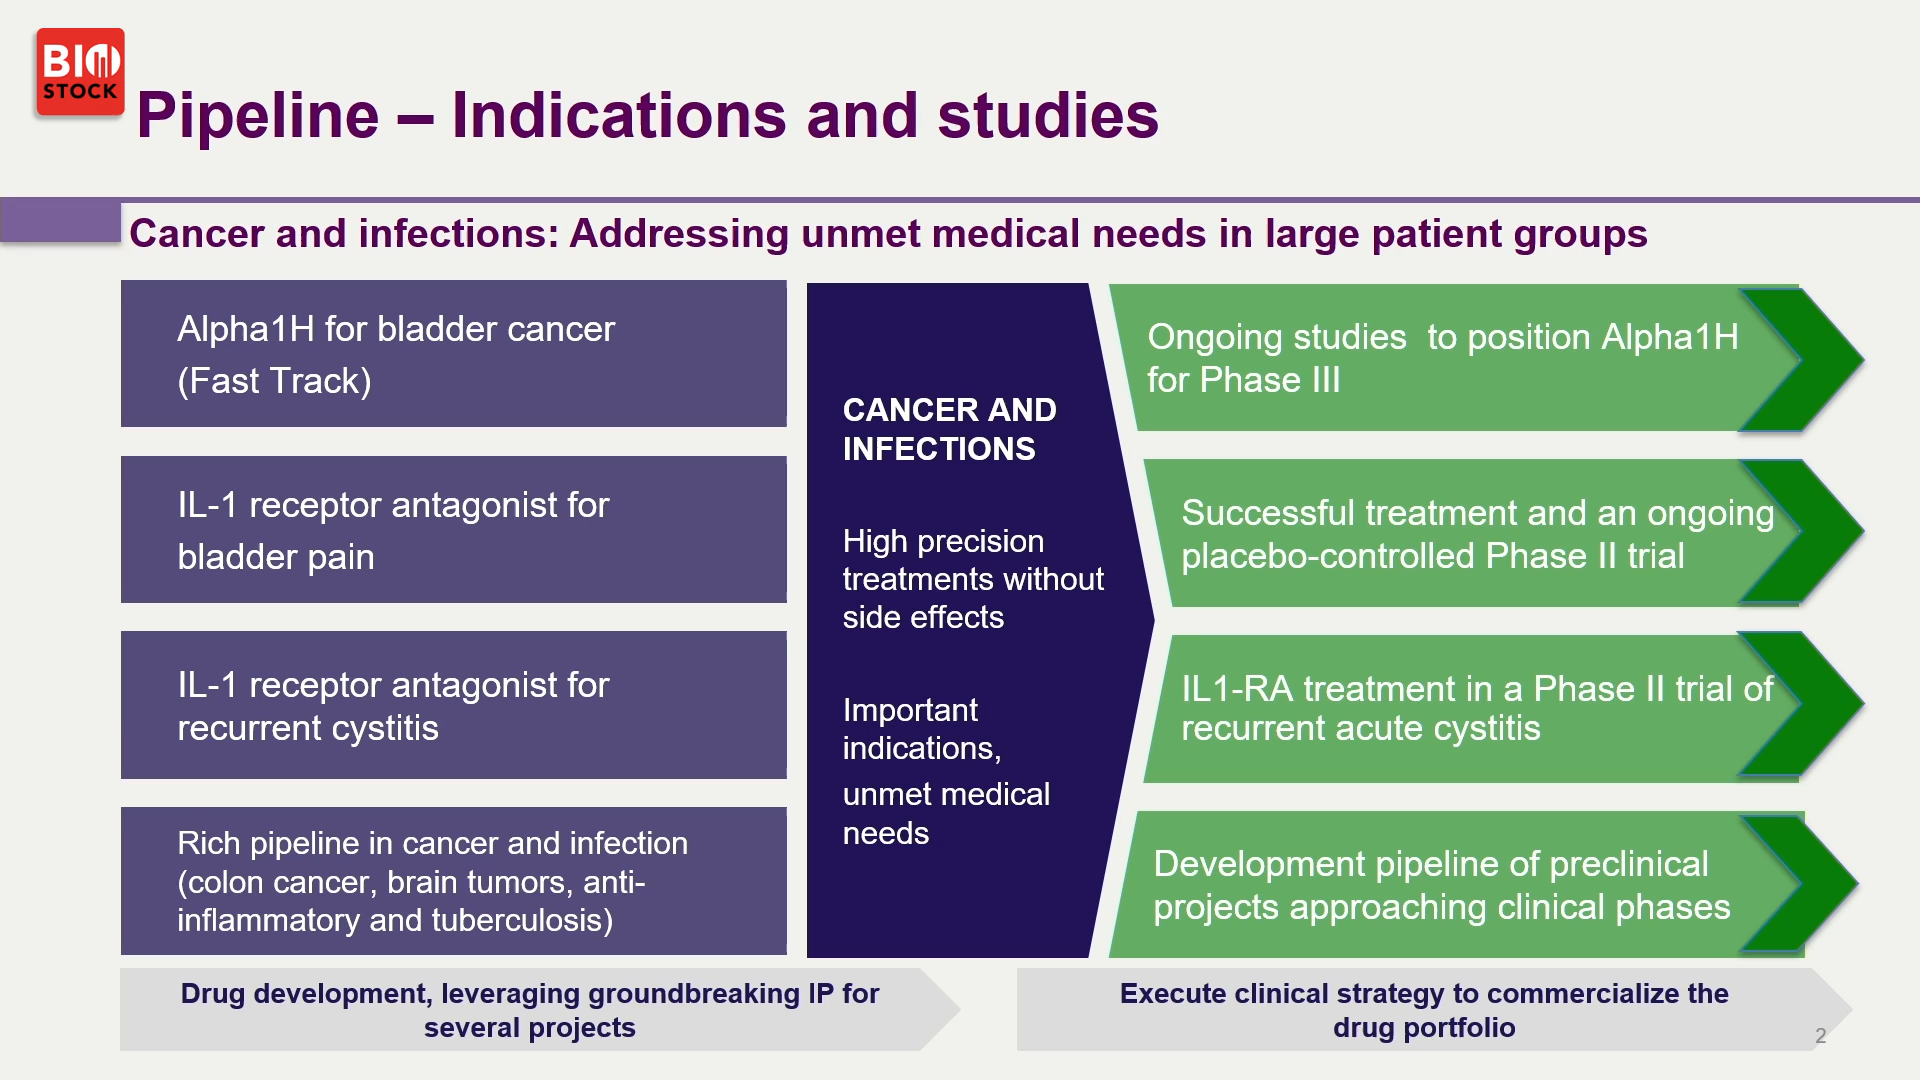 BIO
STOCK
Pipeline – Indications and studies
Cancer and infections: Addressing unmet medical needs in large patient groups
Alpha1H for bladder cancer
(Fast Track)
IL-1 receptor antagonist for
bladder pain
IL-1 receptor antagonist for
recurrent cystitis
Rich pipeline in cancer and infection
(colon cancer, brain tumors, anti-
inflammatory and tuberculosis)
CANCER AND
INFECTIONS
High precision
treatments without
side effects
Important
indications,
unmet medical
needs
Ongoing studies  to position Alpha1H
for Phase III
Successful treatment and an ongoing
placebo-controlled Phase II trial
IL1-RA treatment in a Phase II trial of
recurrent acute cystitis
Development pipeline of preclinical
projects approaching clinical phases
Drug development, leveraging groundbreaking IP for
several projects
Execute clinical strategy to commercialize the
drug portfolio
2